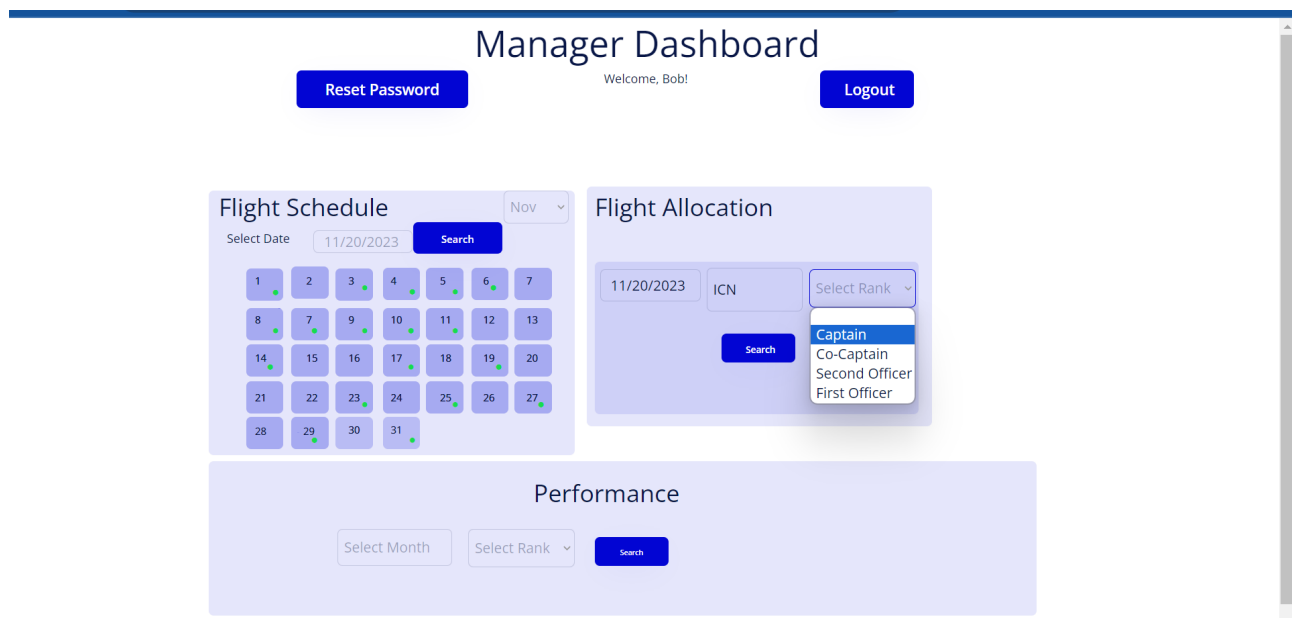 Manager Dashboard
Reset Password
Welcome, Bob!
Logout
Flight Schedule
Nov
Select Date
11/20/2023
Search
1 2 3 4 5 6 7
8 7 9 10 11 12 13
14 15 16 17 18 19 20
21 22 23 24 25 26 27
28 29 30 31
Flight Allocation
11/20/2023
ICN
Select Rank
Captain
Co-Captain
Second Officer
First Officer
Search
Performance
Select Month
Select Rank
Search